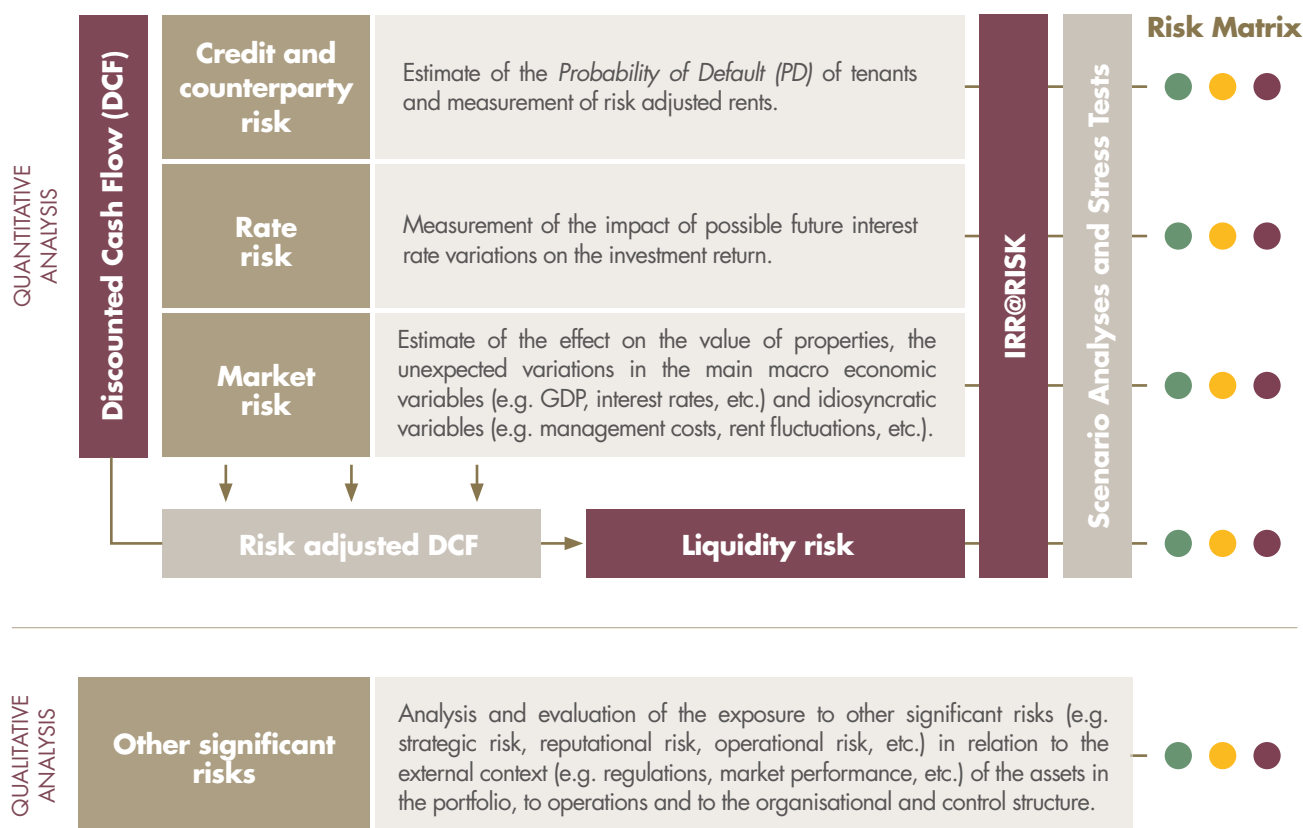 Risk Matrix
QUANTITATIVE
ANALYSIS
Discounted Cash Flow (DCF)
Credit and
counterparty
risk
Estimate of the Probability of Default (PD) of tenants
and measurement of risk adjusted rents.
Rate
risk
Measurement of the impact of possible future interest
rate variations on the investment return.
Market
risk
Estimate of the effect on the value of properties, the
unexpected variations in the main macro economic
variables (e.g. GDP, interest rates, etc.) and idiosyncratic
variables (e.g. management costs, rent fluctuations, etc.).
IRR@RISK
Scenario Analyses and Stress Tests
Risk adjusted DCF
Liquidity risk
QUALITATIVE
ANALYSIS
Other significant
risks
Analysis and evaluation of the exposure to other significant risks (e.g.
strategic risk, reputational risk, operational risk, etc.) in relation to the
external context (e.g. regulations, market performance, etc.) of the assets in
the portfolio, to operations and to the organisational and control structure.